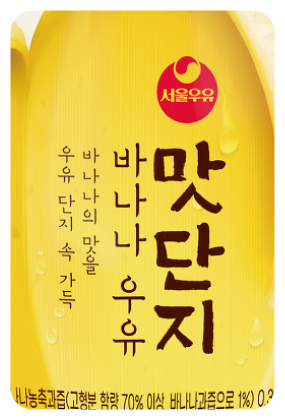 서울우유
맛단지
바나나 우유
바나나의 맛을
우유 단지 속 가득
나농축과즙(고형분 함량 70% 이상, 바나나과즙으로 1%) 0.3